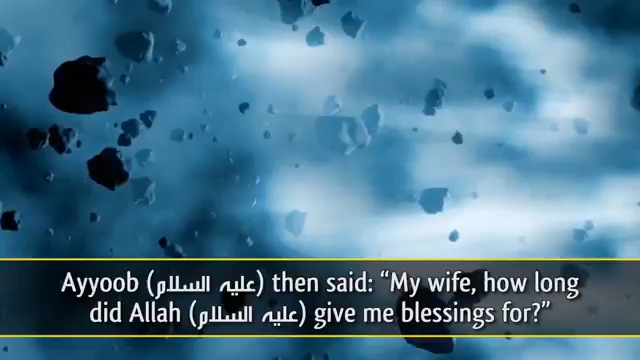 Ayyoob (عليه السلام) then said: “My wife, how long
did Allah (عليه السلام) give me blessings for?”